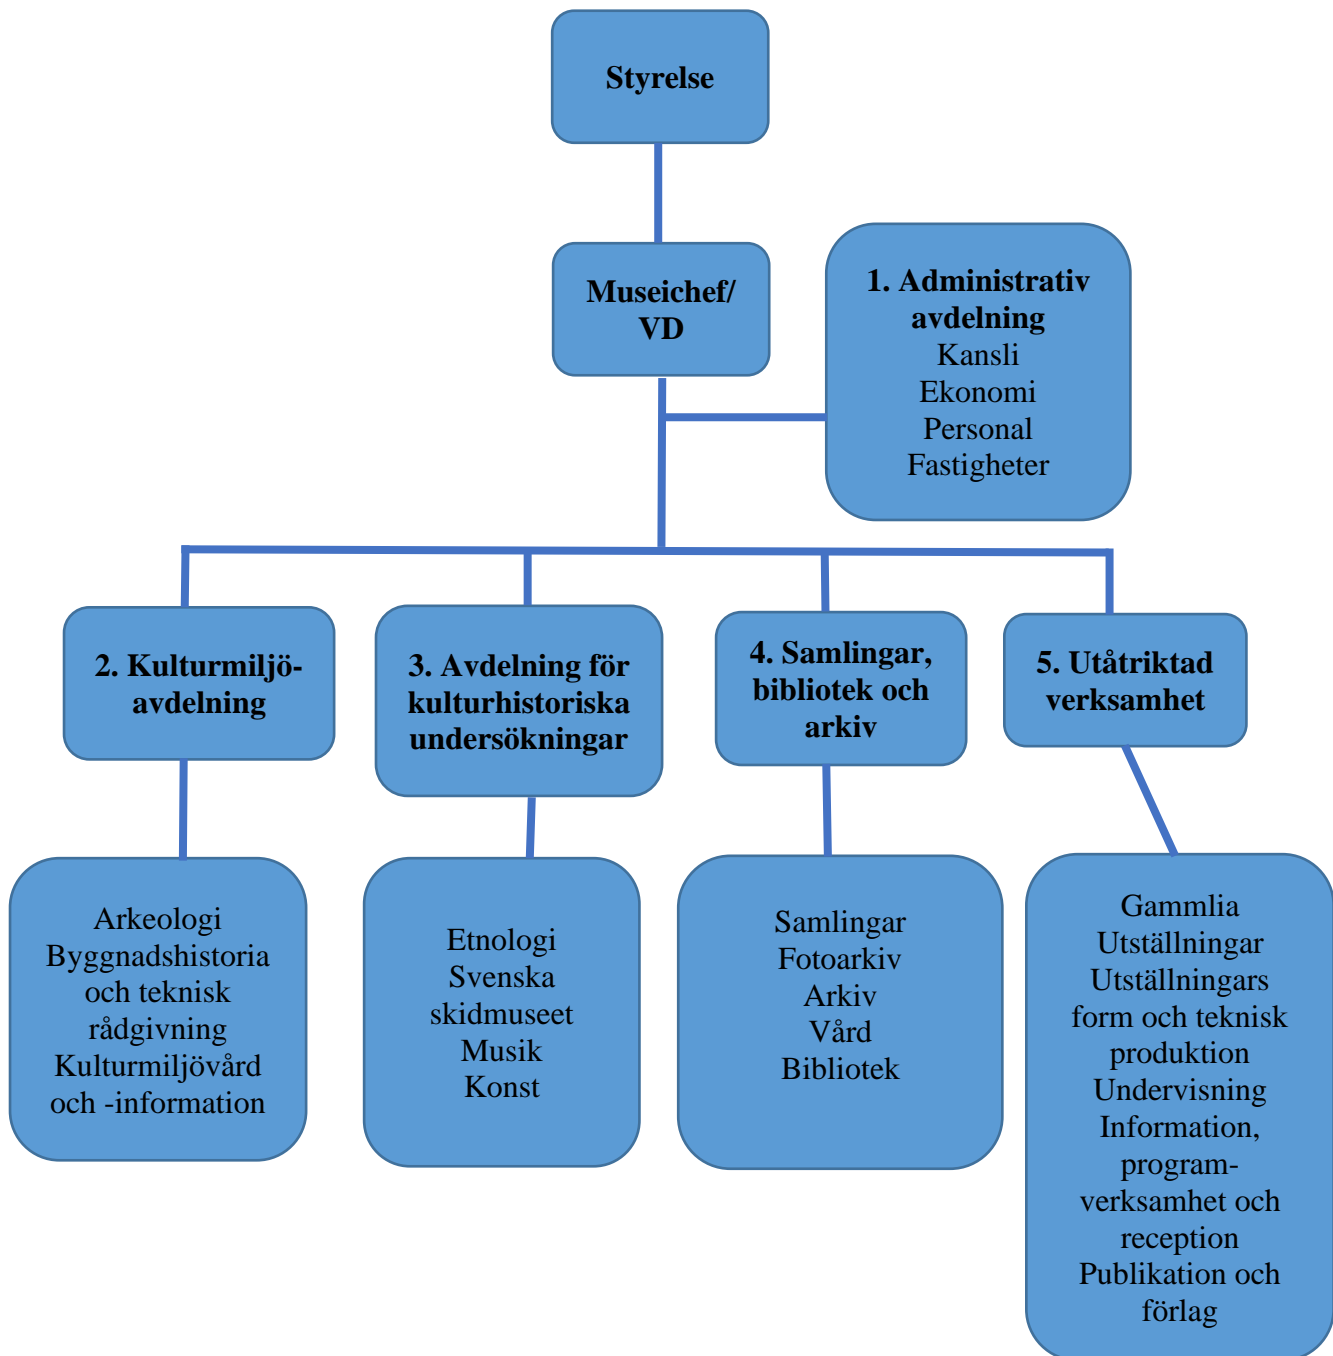 Styrelse
Museichef/
VD
1. Administrativ
avdelning
Kansli
Ekonomi
Personal
Fastigheter
2. Kulturmiljö-
avdelning
3. Avdelning för
kulturhistoriska
undersökningar
4. Samlingar,
bibliotek och
arkiv
5. Utåtriktad
verksamhet
Arkeologi
Byggnadshistoria
och teknisk
rådgivning
Kulturmiljövård
och -information
Etnologi
Svenska
skidmuseet
Musik
Konst
Samlingar
Fotoarkiv
Arkiv
Vård
Bibliotek
Gammlia
Utställningar
Utställningars
form och teknisk
produktion
Undervisning
Information,
program-
verksamhet och
reception
Publikation och
förlag